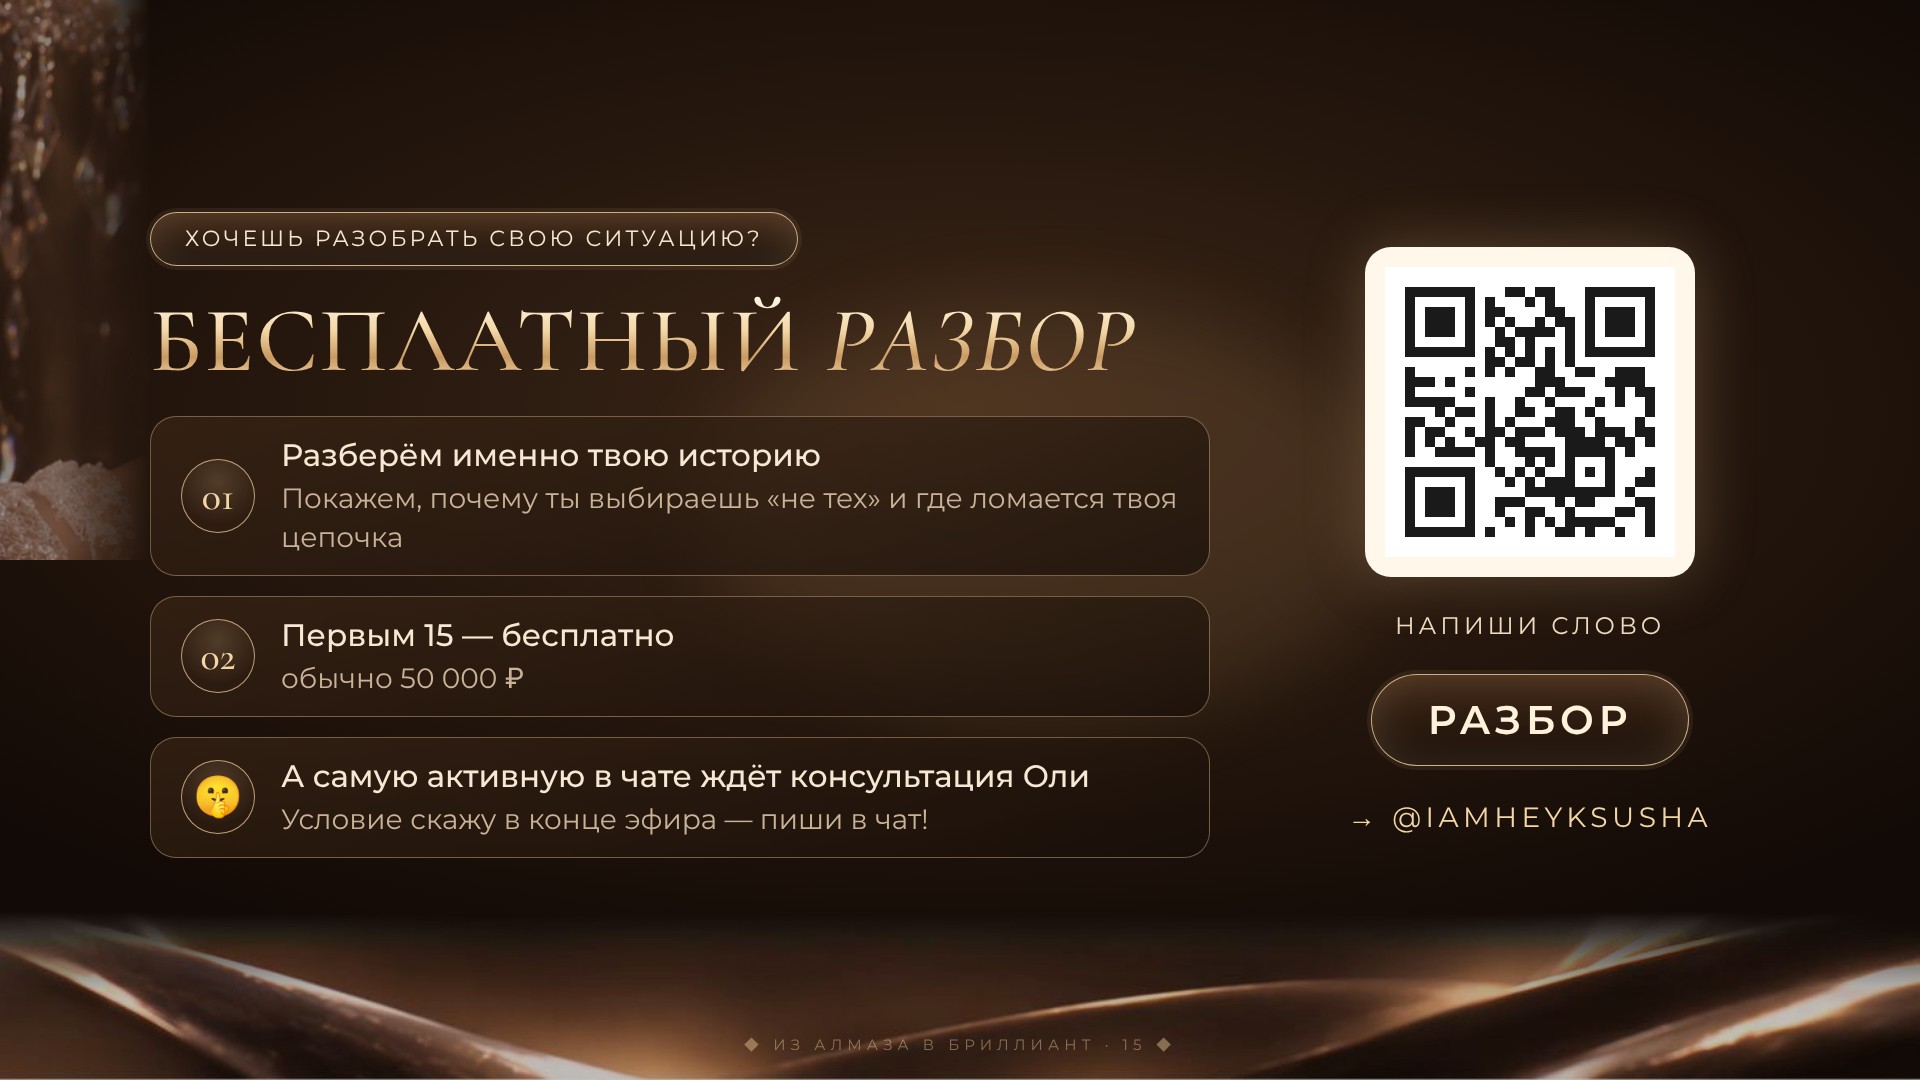 ХОЧЕШЬ РАЗОБРАТЬ СВОЮ СИТУАЦИЮ?
БЕСПЛАТНЫЙ РАЗБОР
01
Разберём именно твою историю
Покажем, почему ты выбираешь «не тех» и где ломается твоя
цепочка
02
Первым 15 — бесплатно
обычно 50 000 ₽
А самую активную в чате ждёт консультация Оли
Условие скажу в конце эфира — пиши в чат!
НАПИШИ СЛОВО
РАЗБОР
→ @IAMHEYKSUSHA
◆ ИЗ АЛМАЗА В БРИЛЛИАНТ · 15 ◆